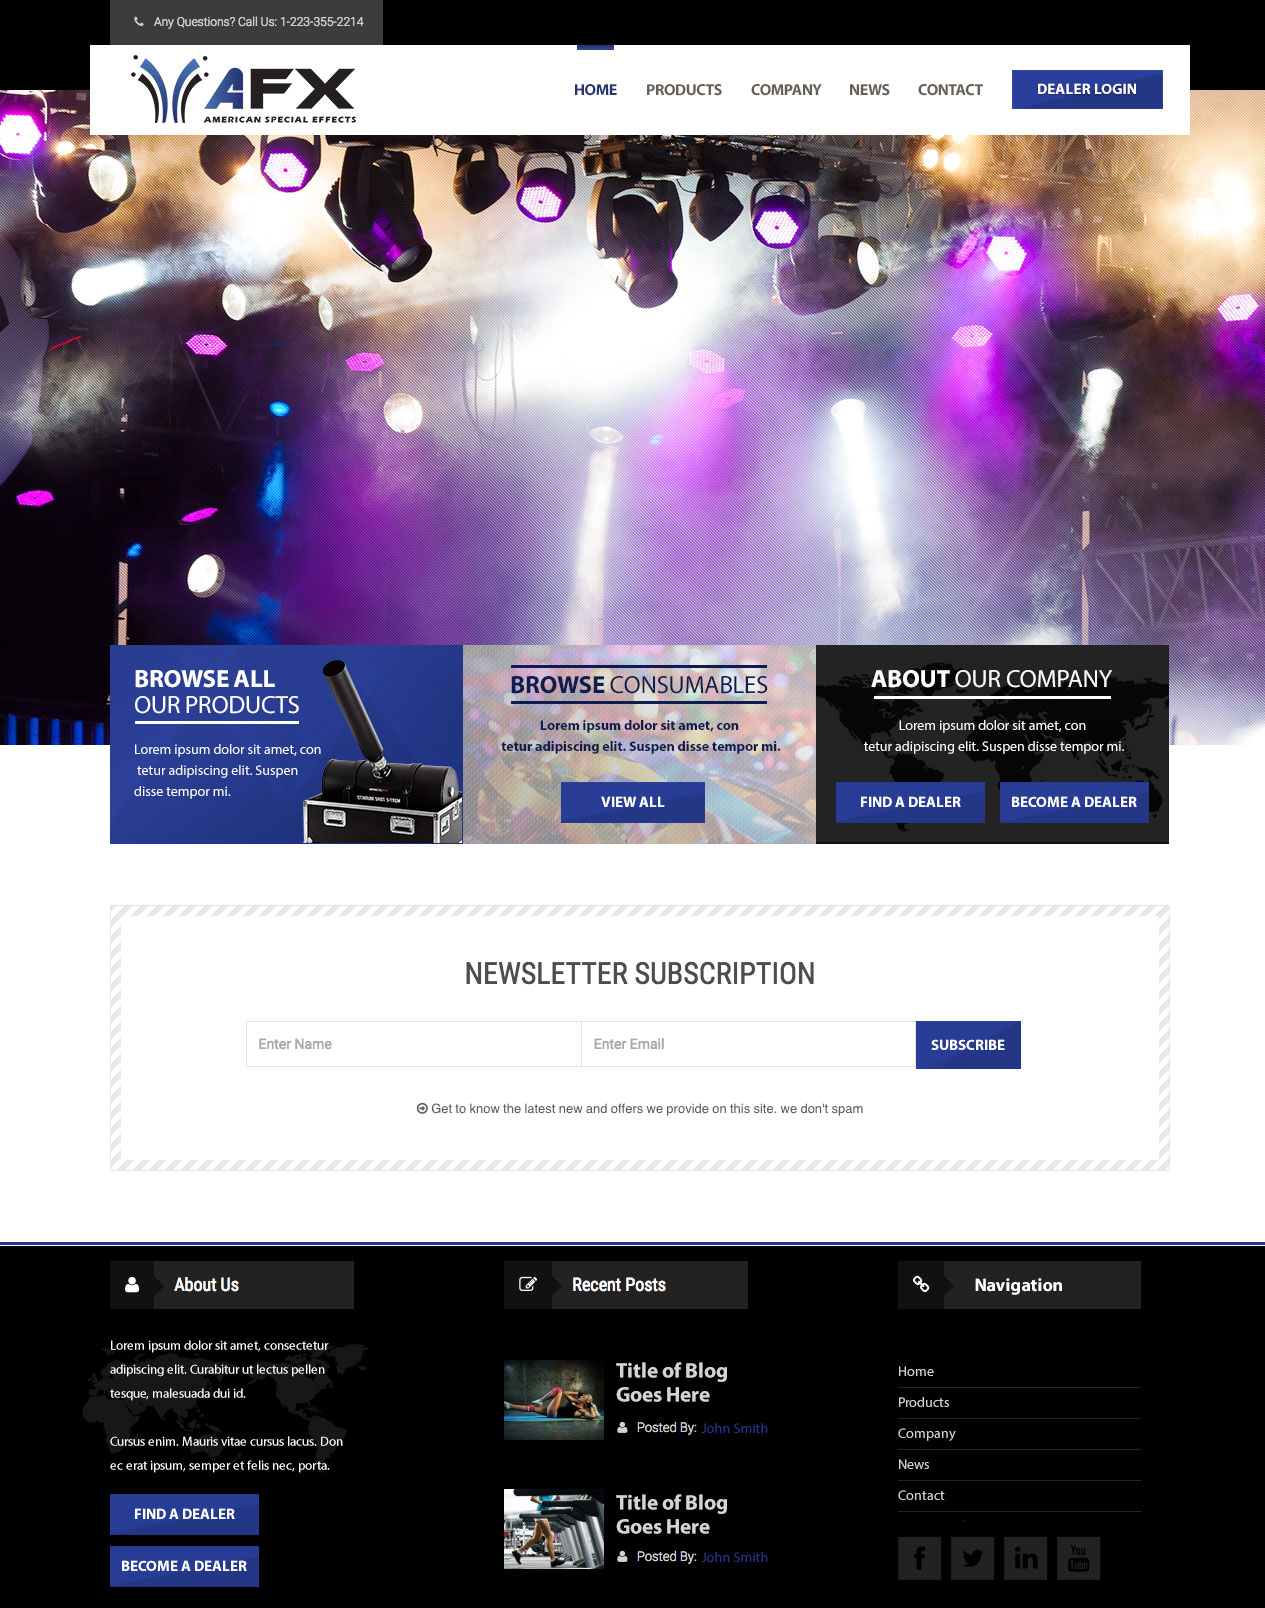 Any Questions? Call Us: 1-223-355-2214
AFX
AMERICAN SPECIAL EFFECTS
HOME PRODUCTS COMPANY NEWS CONTACT DEALER LOGIN
BROWSE ALL
OUR PRODUCTS
Lorem ipsum dolor sit amet, con
tetur adipiscing elit. Suspen
disse tempor mi.
BROWSE CONSUMABLES
Lorem ipsum dolor sit amet, con
tetur adipiscing elit. Suspen disse tempor mi.
VIEW ALL
ABOUT OUR COMPANY
Lorem ipsum dolor sit amet, con
tetur adipiscing elit. Suspen disse tempor mi.
FIND A DEALER BECOME A DEALER
NEWSLETTER SUBSCRIPTION
Enter Name Enter Email SUBSCRIBE
Get to know the latest new and offers we provide on this site. we don't spam
About Us
Lorem ipsum dolor sit amet, consectetur
adipiscing elit. Curabitur ut lectus pellen
tesque, malesuada dui id.
Cursus enim. Mauris vitae cursus lacus. Don
ec erat ipsum, semper et felis nec, porta.
FIND A DEALER
BECOME A DEALER
Recent Posts
Title of Blog
Goes Here
Posted By: John Smith
Title of Blog
Goes Here
Posted By: John Smith
Navigation
Home
Products
Company
News
Contact
f in You Tube